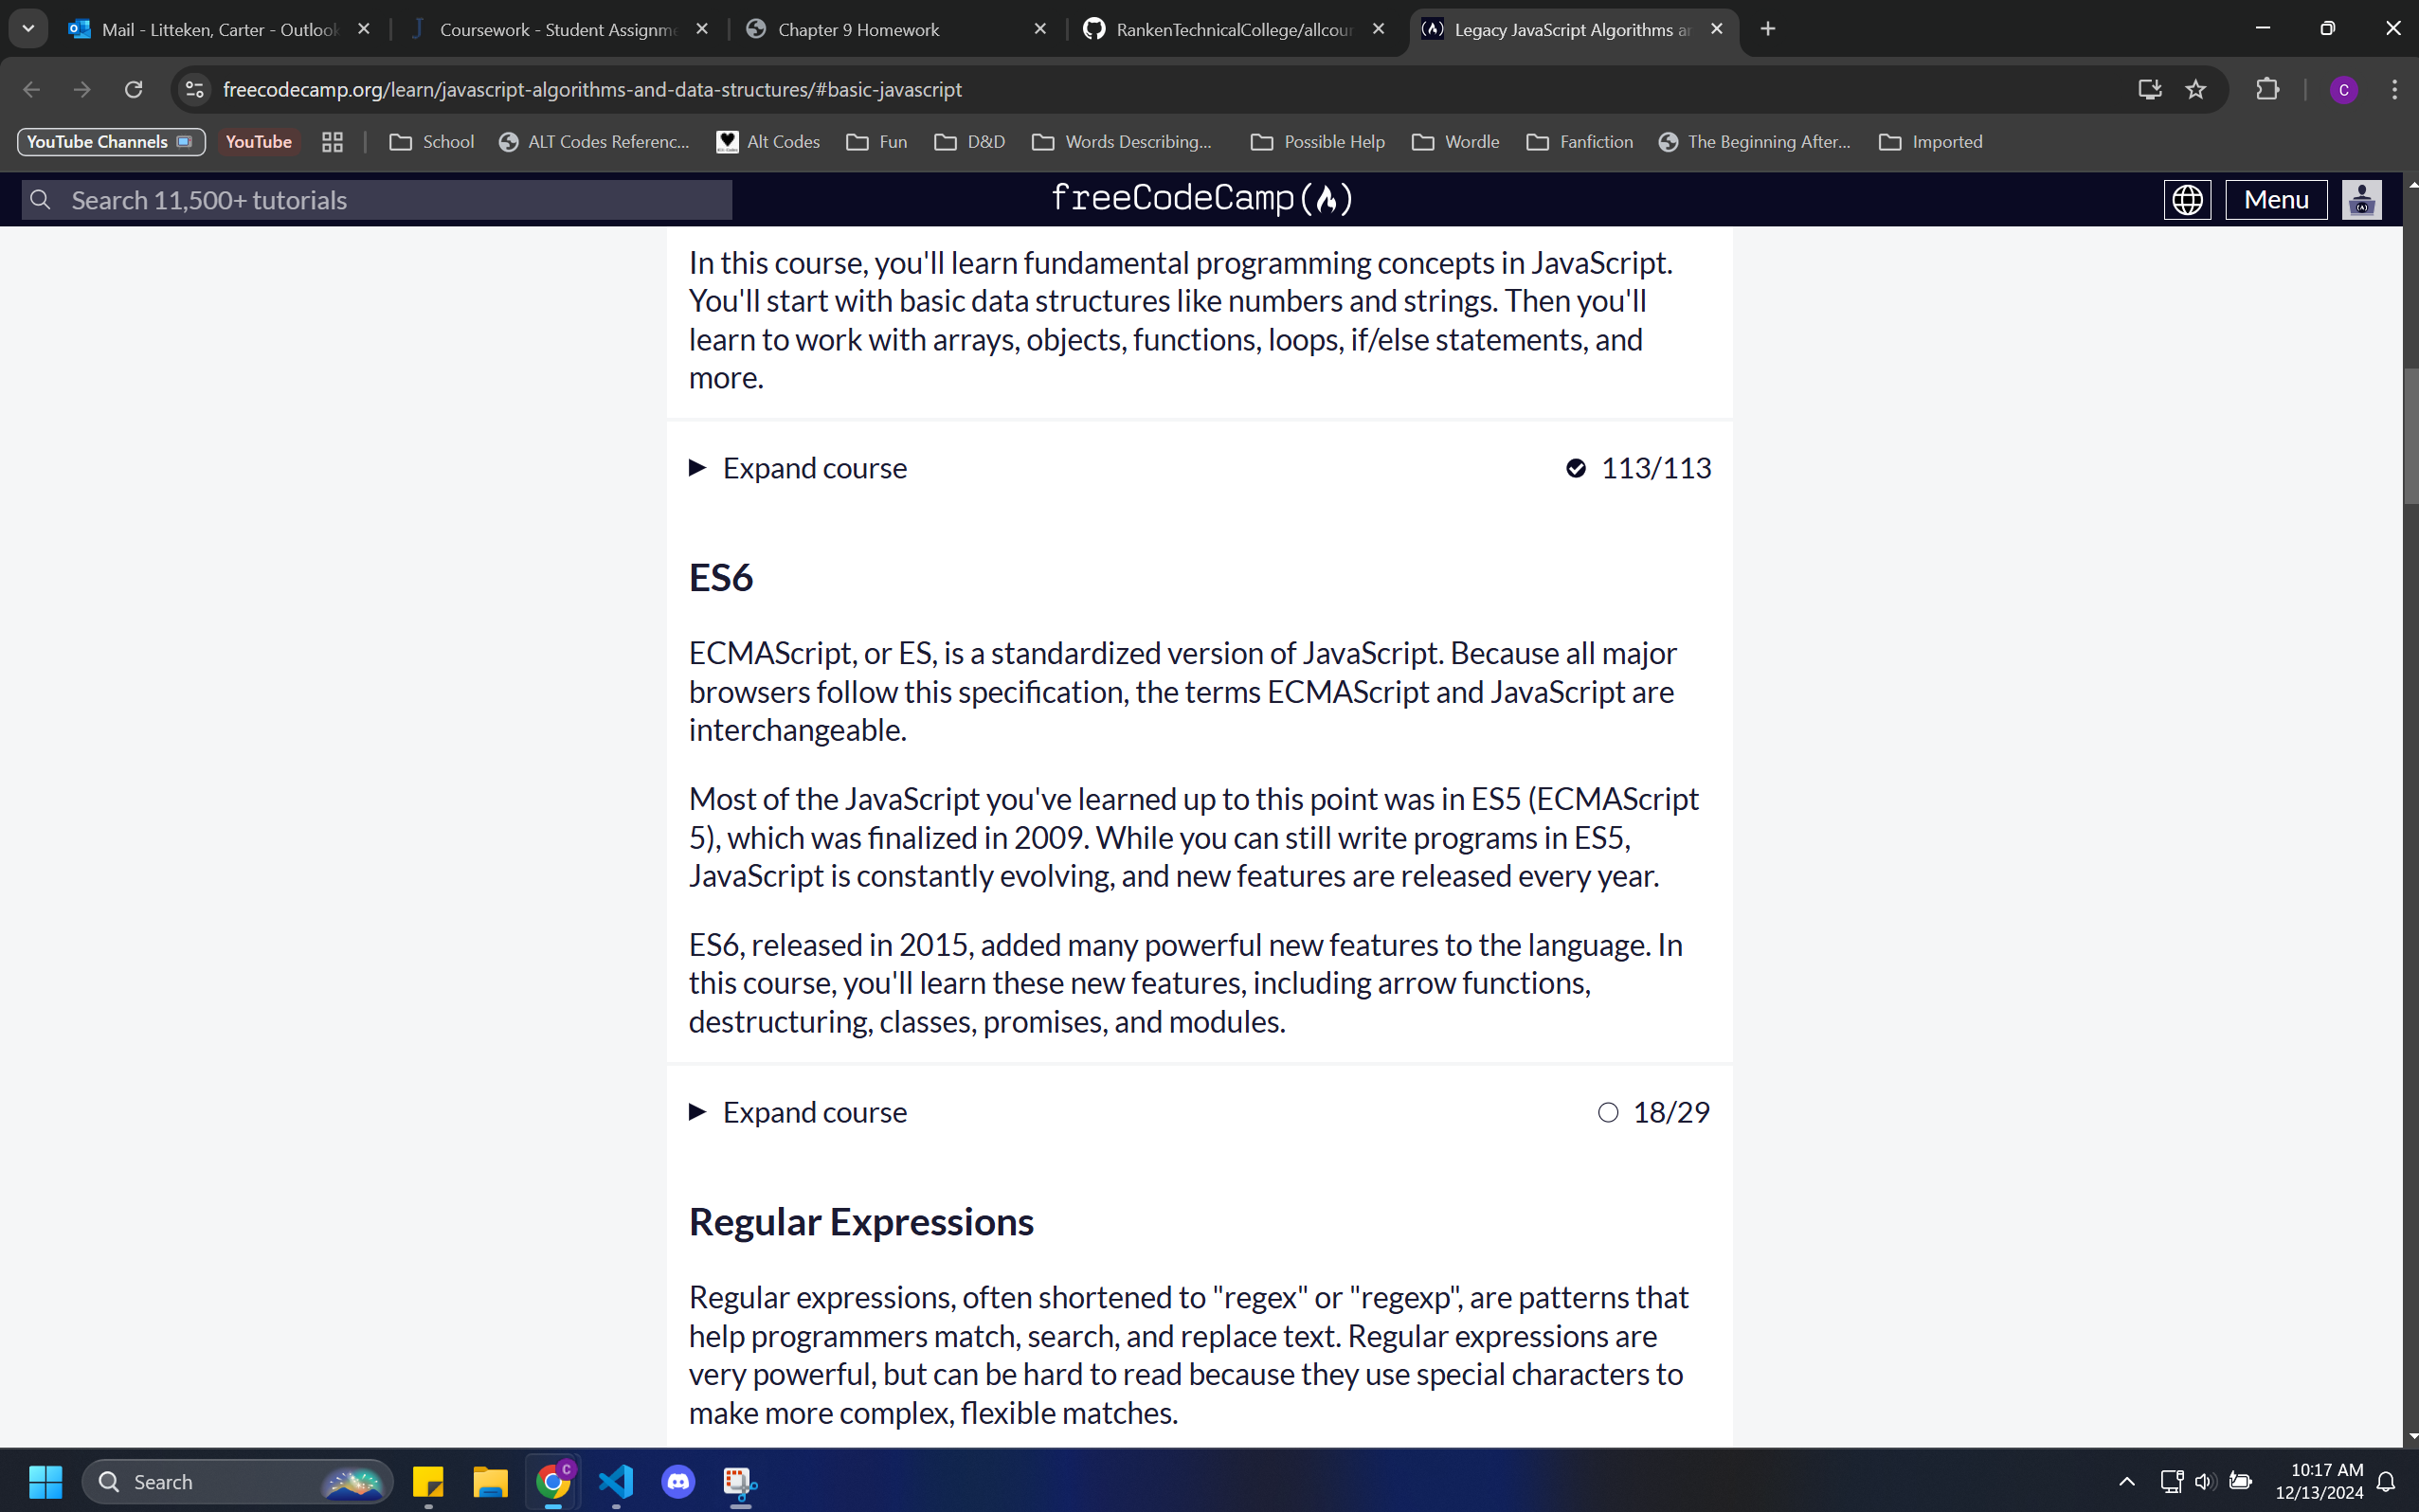 Mail - Litteken, Carter - Outlook
Coursework - Student Assignme
Chapter 9 Homework
RankenTechnicalCollege/allcour
Legacy JavaScript Algorithms ar
freecodecamp.org/learn/javascript-algorithms-and-data-structures/#basic-javascript
C
YouTube Channels
YouTube
School
ALT Codes Referenc...
Alt Codes
Fun
D&D
Words Describing...
Possible Help
Wordle
Fanfiction
The Beginning After...
Imported
Search 11,500+ tutorials
freeCodeCamp
Menu
In this course, you'll learn fundamental programming concepts in JavaScript.
You'll start with basic data structures like numbers and strings. Then you'll
learn to work with arrays, objects, functions, loops, if/else statements, and
more.
Expand course 113/113
ES6
ECMAScript, or ES, is a standardized version of JavaScript. Because all major
browsers follow this specification, the terms ECMAScript and JavaScript are
interchangeable.
Most of the JavaScript you've learned up to this point was in ES5 (ECMAScript
5), which was finalized in 2009. While you can still write programs in ES5,
JavaScript is constantly evolving, and new features are released every year.
ES6, released in 2015, added many powerful new features to the language. In
this course, you'll learn these new features, including arrow functions,
destructuring, classes, promises, and modules.
Expand course 18/29
Regular Expressions
Regular expressions, often shortened to "regex" or "regexp", are patterns that
help programmers match, search, and replace text. Regular expressions are
very powerful, but can be hard to read because they use special characters to
make more complex, flexible matches.
Search
C
10:17 AM
12/13/2024